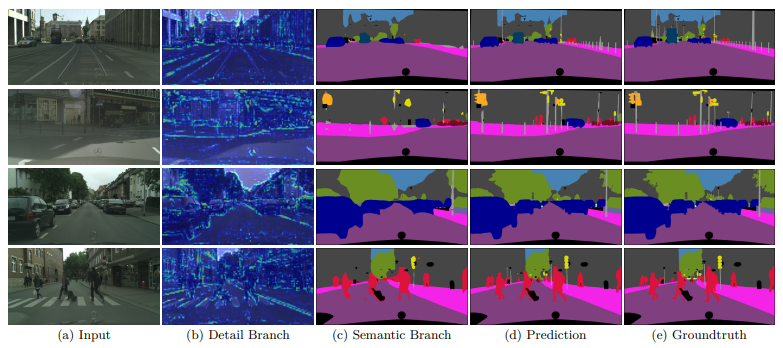 (a) Input (b) Detail Branch (c) Semantic Branch (d) Prediction (e) Groundtruth